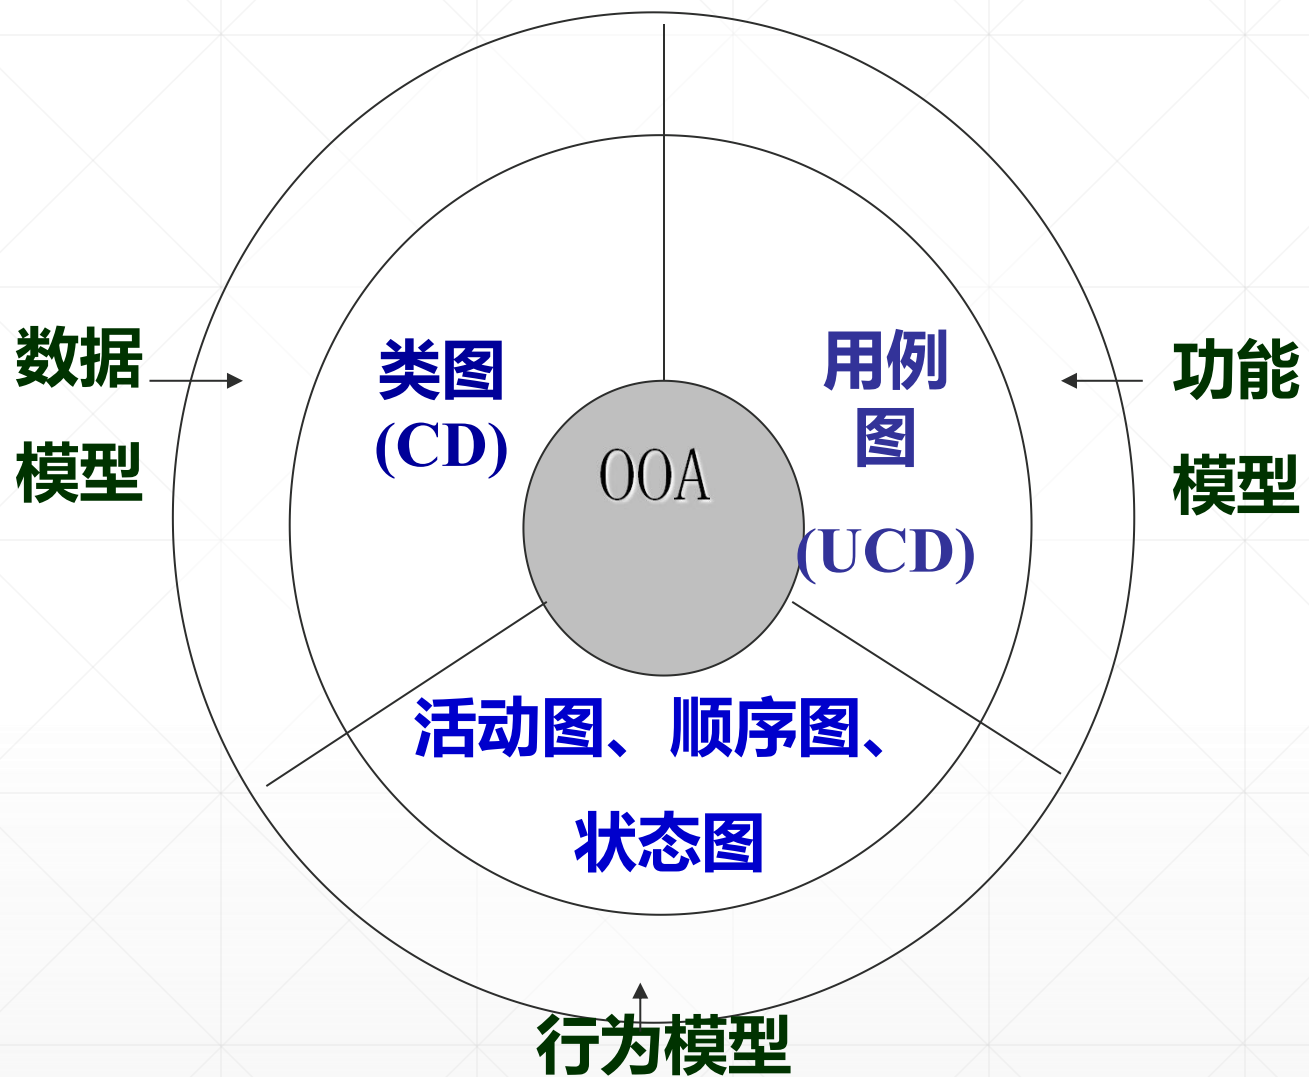 数据
模型
类图
(CD)
OOA
用例
图
(UCD)
功能
模型
活动图、顺序图、
状态图
行为模型